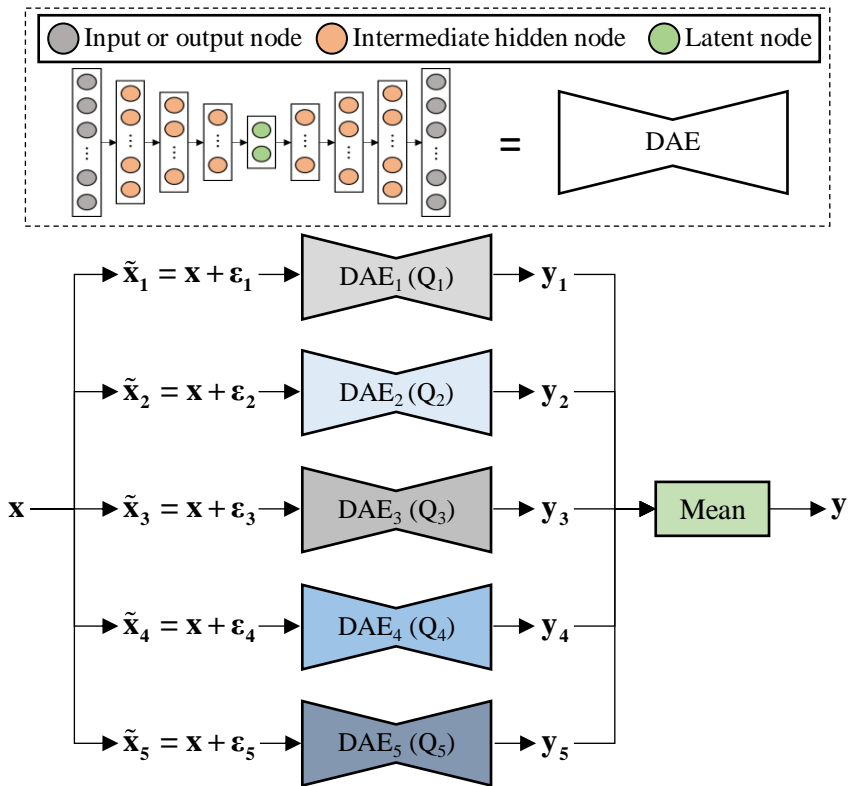 Input or output node Intermediate hidden node Latent node
... ... ... = DAE ... ... ...
x̃₁ = x + ε₁ DAE₁ (Q₁) y₁
x̃₂ = x + ε₂ DAE₂ (Q₂) y₂
x x̃₃ = x + ε₃ DAE₃ (Q₃) y₃ Mean y
x̃₄ = x + ε₄ DAE₄ (Q₄) y₄
x̃₅ = x + ε₅ DAE₅ (Q₅) y₅